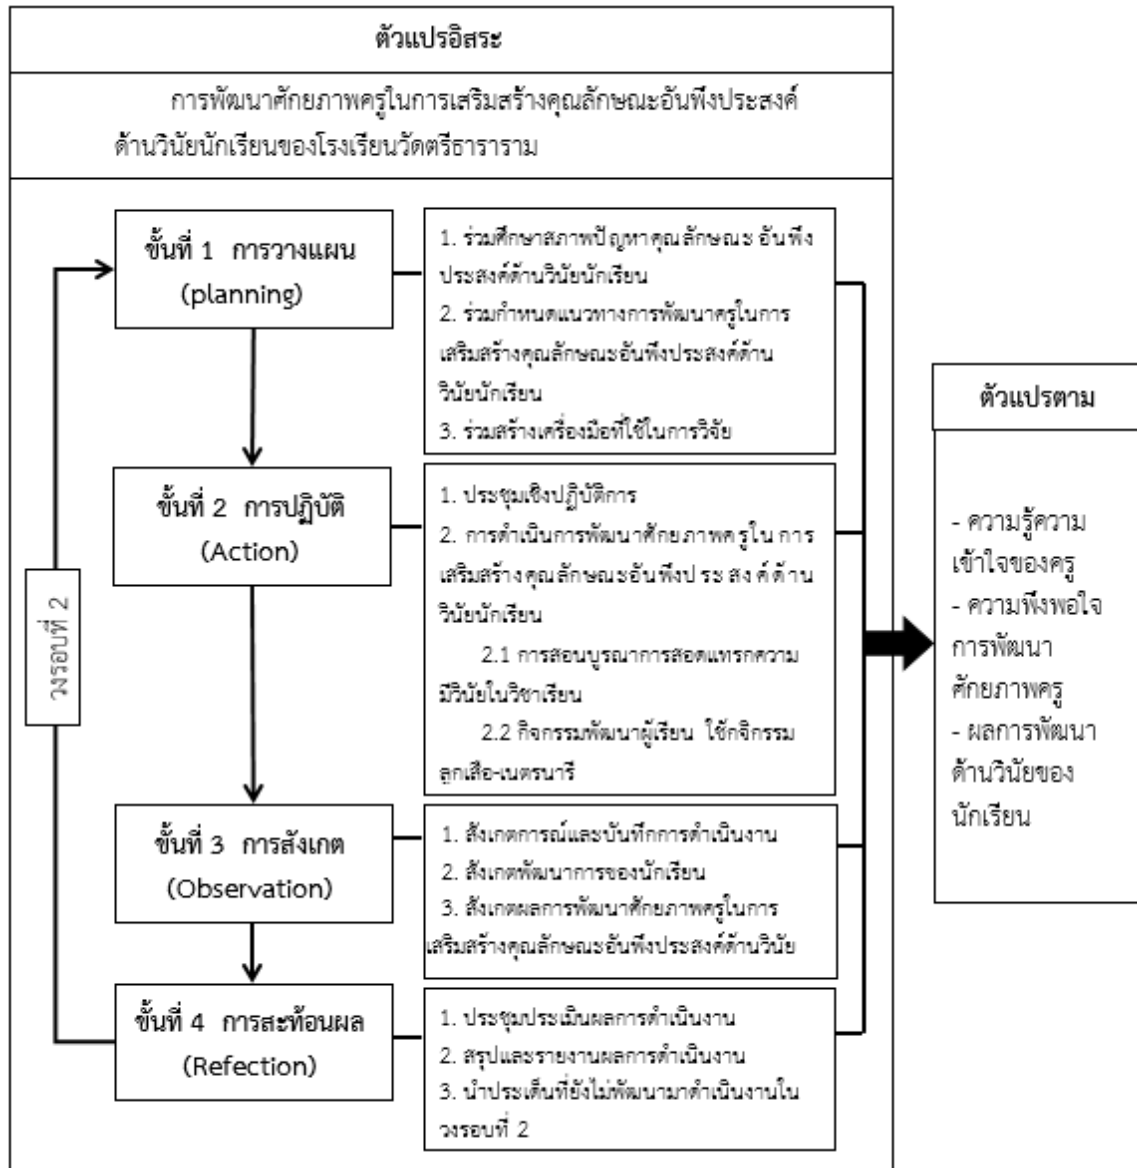 ตัวแปรอิสระ
การพัฒนาศักยภาพครูในการเสริมสร้างคุณลักษณะอันพึงประสงค์
ด้านวินัยนักเรียนของโรงเรียนวัดตรีธาราราม
ขั้นที่ 1 การวางแผน
(planning)
1. ร่วมศึกษาสภาพปัญหาคุณลักษณะ อันพึง
ประสงค์ด้านวินัยนักเรียน
2. ร่วมกำหนดแนวทางการพัฒนาครูในการ
เสริมสร้างคุณลักษณะอันพึงประสงค์ด้าน
วินัยนักเรียน
3. ร่วมสร้างเครื่องมือที่ใช้ในการวิจัย
ขั้นที่ 2 การปฏิบัติ
(Action)
1. ประชุมเชิงปฏิบัติการ
2. การดำเนินการพัฒนาศักยภาพครูใน การ
เสริมสร้างคุณลักษณะอันพึงประสงค์ด้าน
วินัยนักเรียน
2.1 การสอนบูรณาการสอดแทรกความ
มีวินัยในวิชาเรียน
2.2 กิจกรรมพัฒนาผู้เรียน ใช้กจิกรรม
ลูกเสือ-เนตรนารี
ขั้นที่ 3 การสังเกต
(Observation)
1. สังเกตการณ์และบันทึกการดำเนินงาน
2. สังเกตพัฒนาการของนักเรียน
3. สังเกตผลการพัฒนาศักยภาพครูในการ
เสริมสร้างคุณลักษณะอันพึงประสงค์ด้านวินัย
ขั้นที่ 4 การสะท้อนผล
(Refection)
1. ประชุมประเมินผลการดำเนินงาน
2. สรุปและรายงานผลการดำเนินงาน
3. นำประเด็นที่ยังไม่พัฒนามาดำเนินงานใน
วงรอบที่ 2
วงรอบที่ 2
ตัวแปรตาม
- ความรู้ความ
เข้าใจของครู
- ความพึงพอใจ
การพัฒนา
ศักยภาพครู
- ผลการพัฒนา
ด้านวินัยของ
นักเรียน